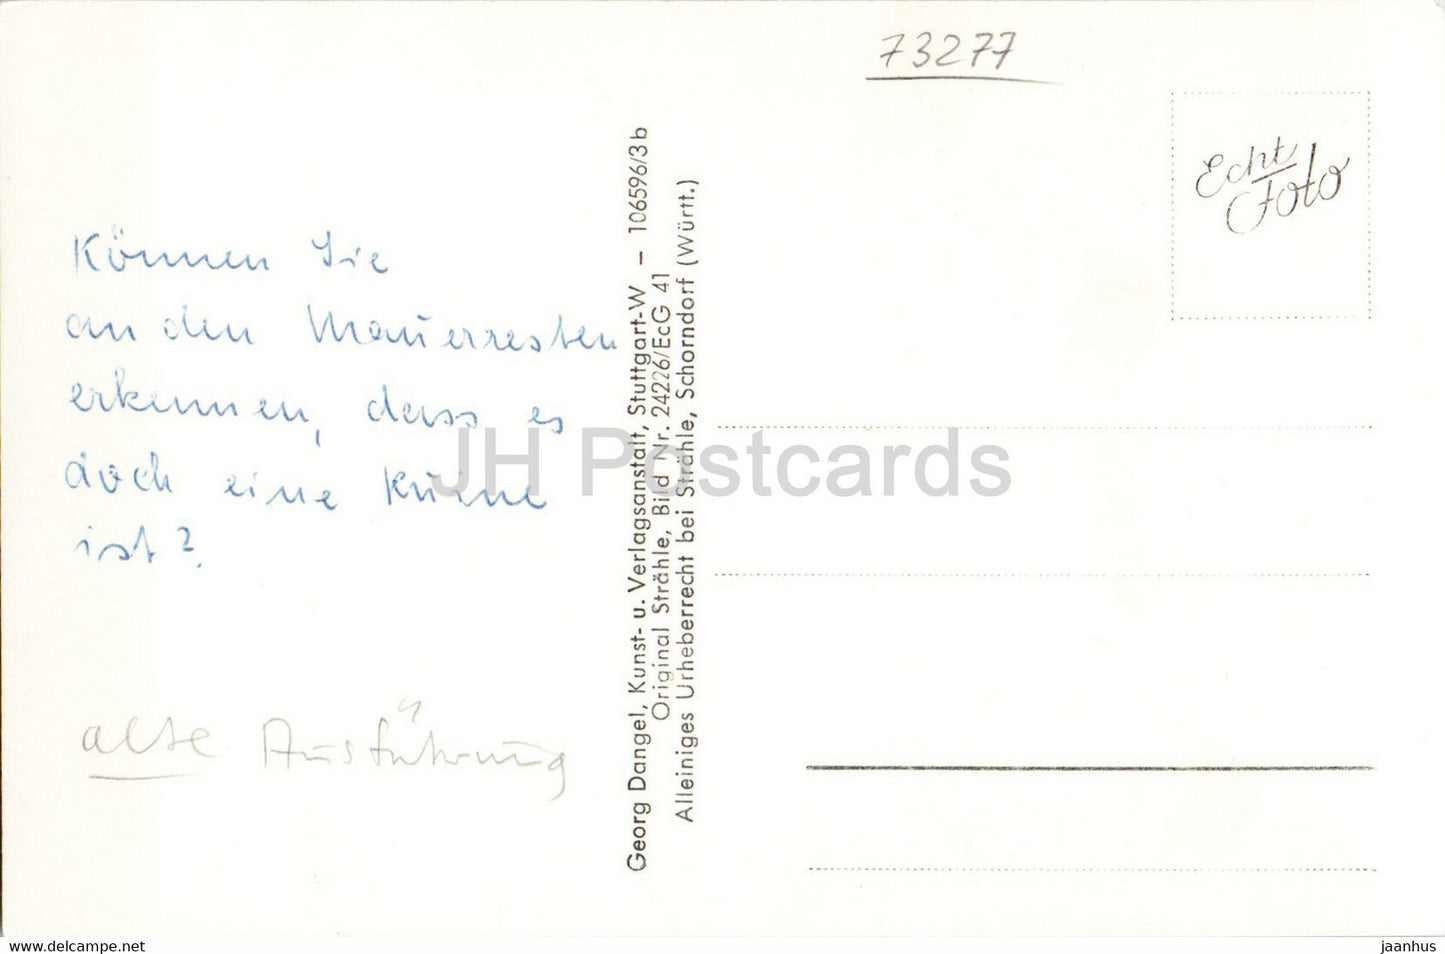 73277
Echt
Foto
Können Sie
an den Mauerresten
erkennen, dass es
doch eine Ruine
ist?
alte Ausführung
Georg Dangel, Kunst- u. Verlagsanstalt, Stuttgart-W – 106596/3b
Original Strähle, Bild Nr. 24226/EcG 41
Alleiniges Urheberrecht bei Strähle, Schorndorf (Württ.)
JH Postcards
www.delcampe.net
jaanhus